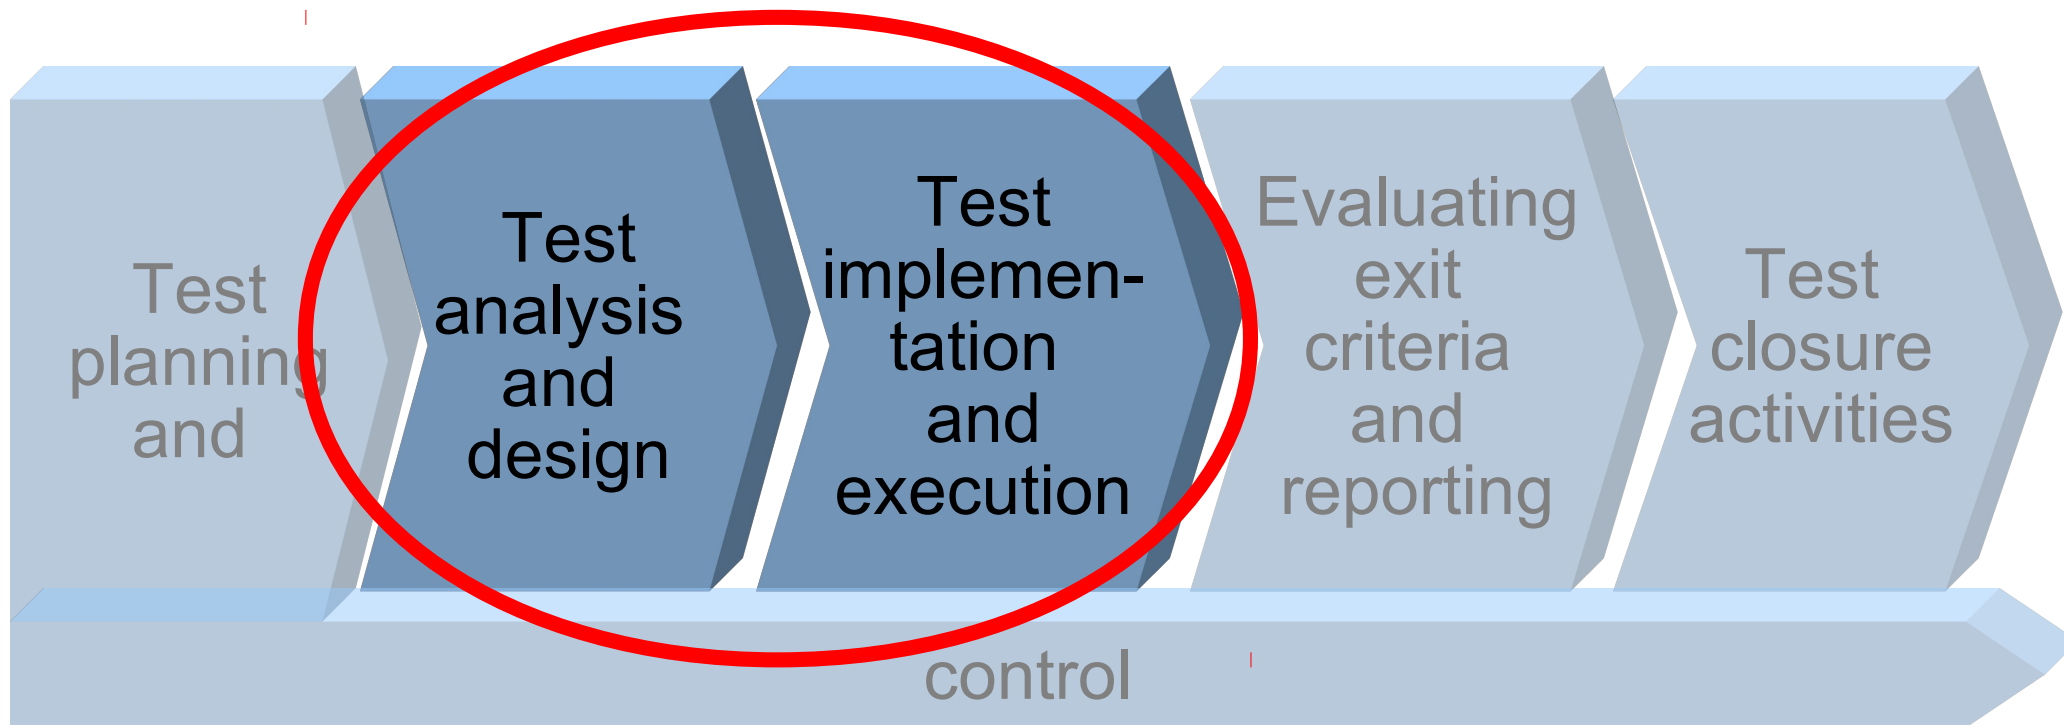 Test
planning
and
Test
analysis
and
design
Test
implemen-
tation
and
execution
Evaluating
exit
criteria
and
reporting
Test
closure
activities
control